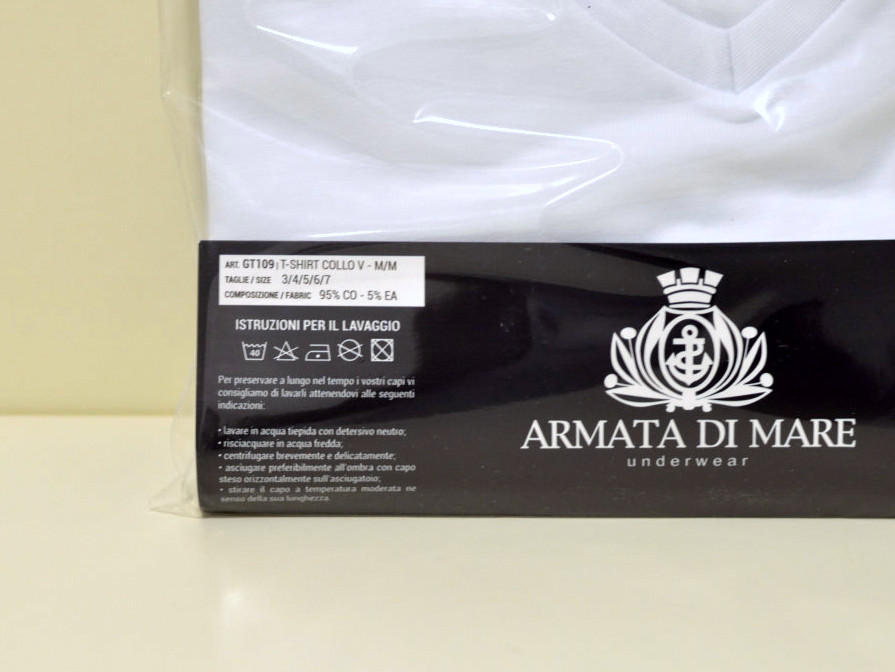 ART. GT109 | T-SHIRT COLLO V - M/M
TAGLIE / SIZE 3/4/5/6/7
COMPOSIZIONE / FABRIC 95% CO - 5% EA
ISTRUZIONI PER IL LAVAGGIO
40
Per preservare a lungo nel tempo i vostri capi vi
consigliamo di lavarli attenendovi alle seguenti
indicazioni:
• lavare in acqua tiepida con detersivo neutro;
• risciacquare in acqua fredda;
• centrifugare brevemente e delicatamente;
• asciugare preferibilmente all'ombra con capo
steso orizzontalmente sull'asciugatoio;
• stirare il capo a temperatura moderata ne
senso della sua lunghezza.
ARMATA DI MARE
underwear